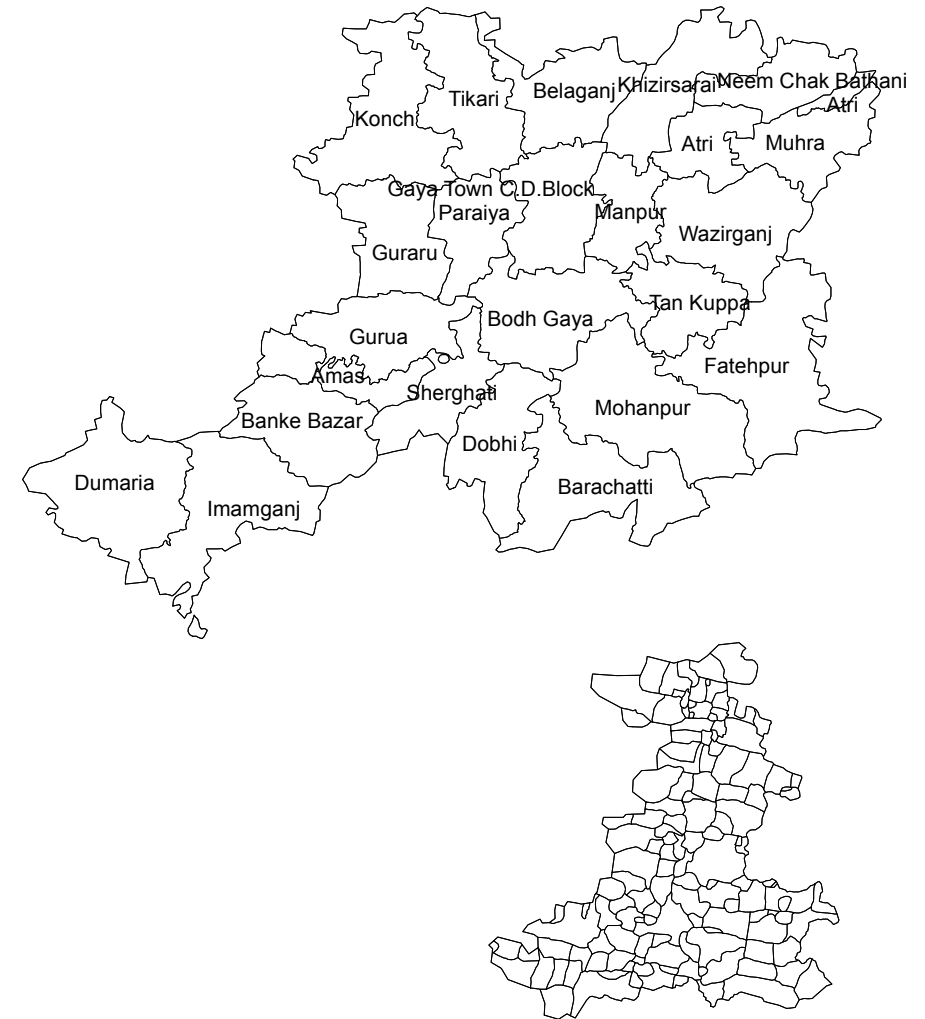 Neem Chak Bathani
Khizirsarai
Belaganj
Tikari
Atri
Konch
Atri
Muhra
Gaya Town C.D.Block
Paraiya
Manpur
Wazirganj
Guraru
Tan Kuppa
Bodh Gaya
Gurua
Fatehpur
Amas
Sherghati
Mohanpur
Banke Bazar
Dobhi
Dumaria
Barachatti
Imamganj